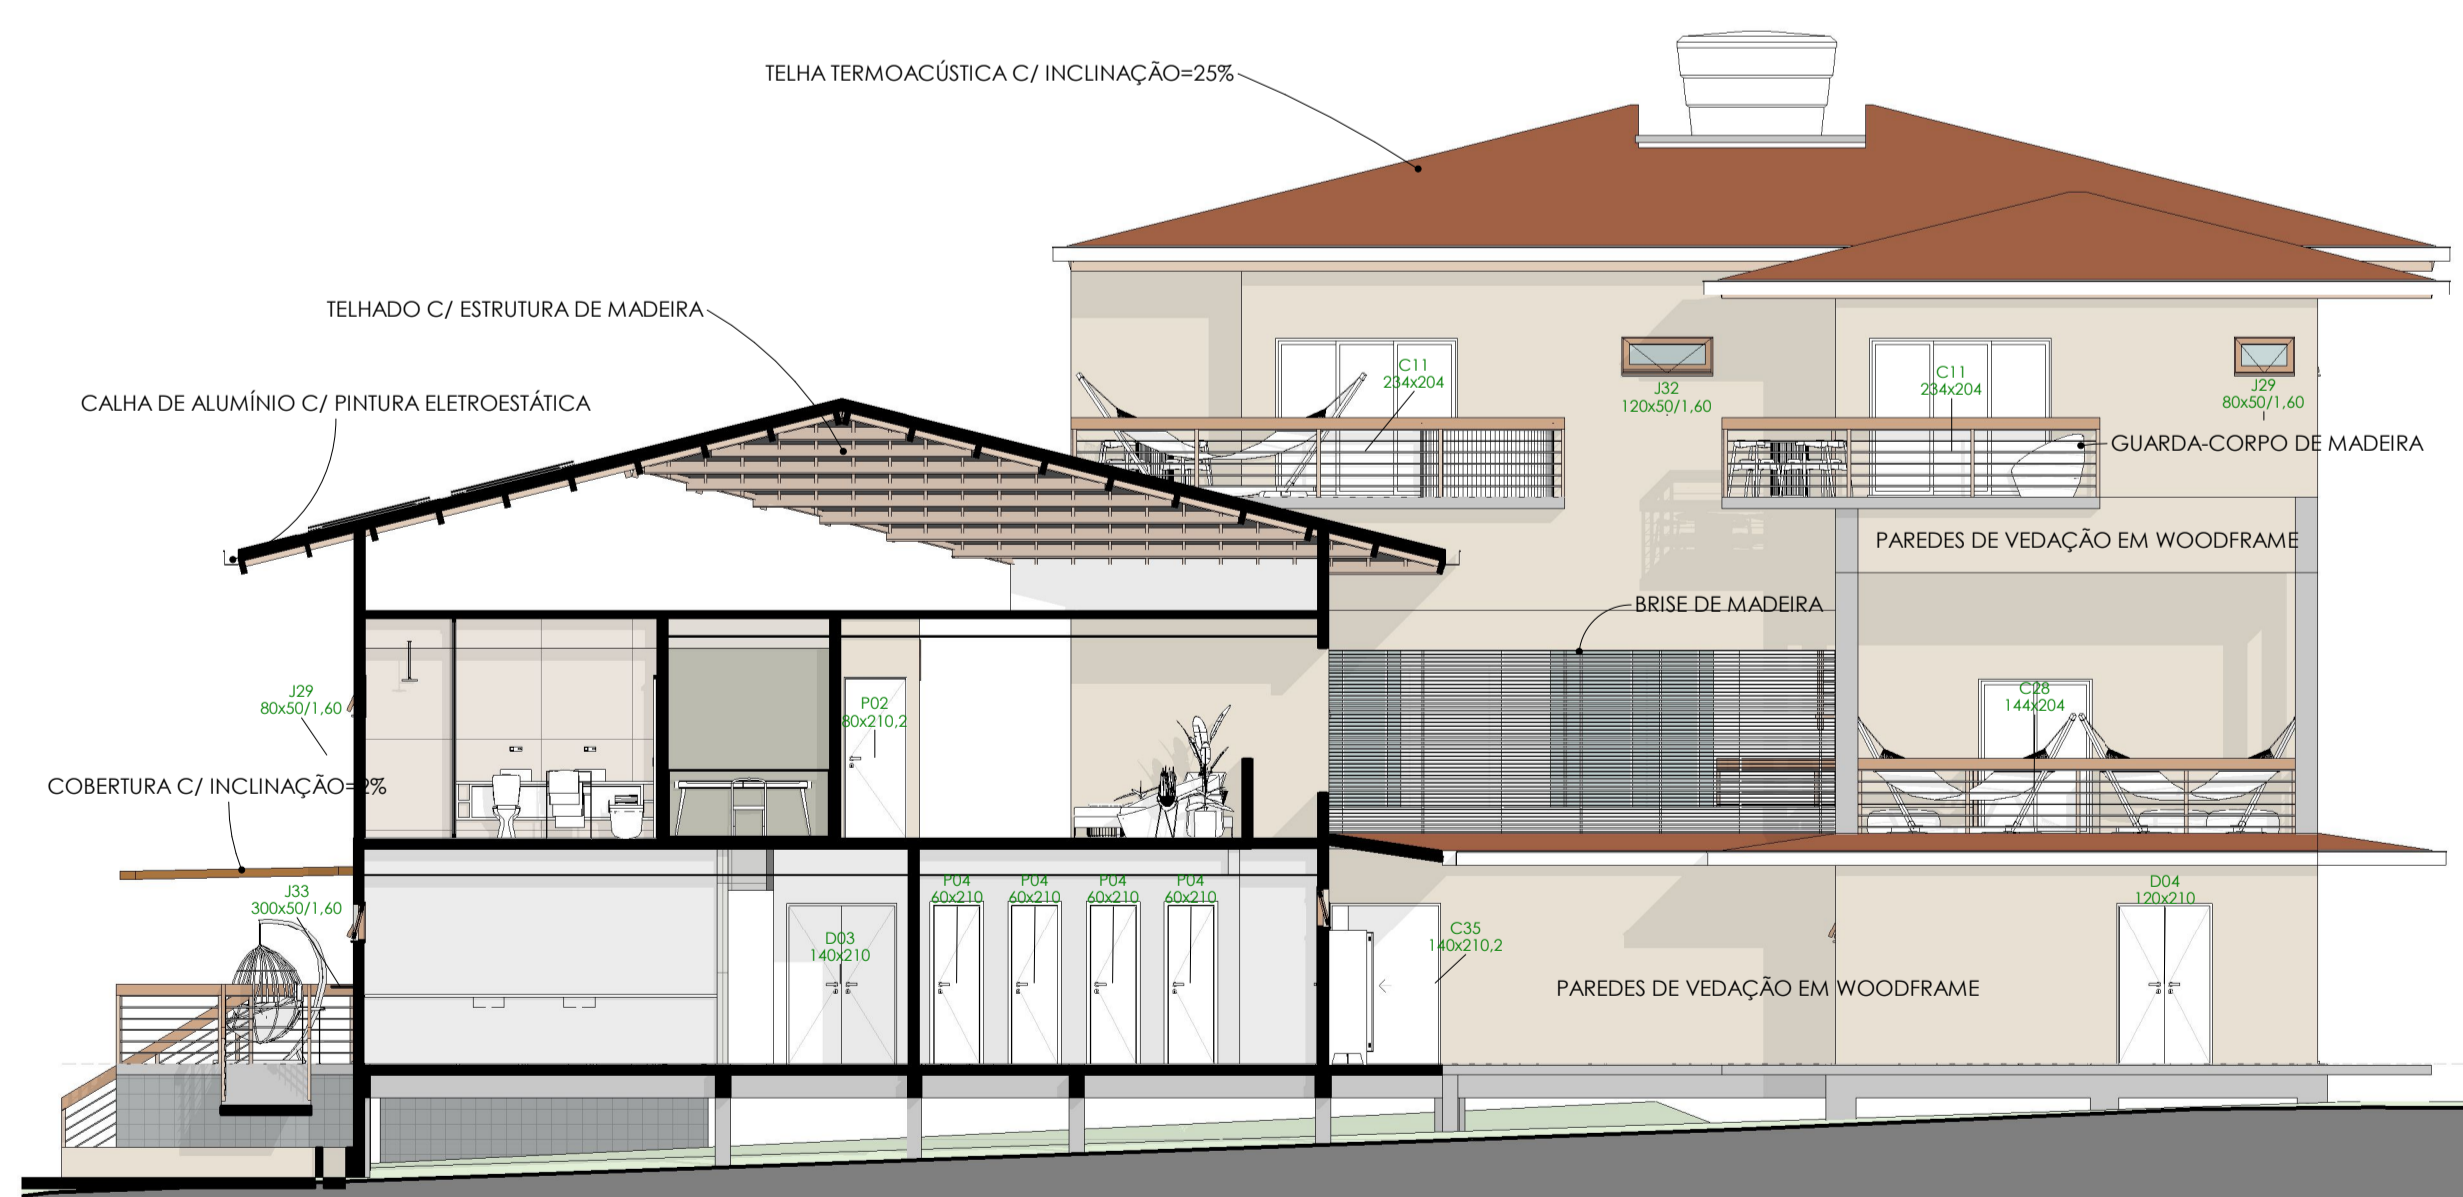 TELHA TERMOACÚSTICA C/ INCLINAÇÃO=25%
TELHADO C/ ESTRUTURA DE MADEIRA
CALHA DE ALUMÍNIO C/ PINTURA ELETROESTÁTICA
C11
234x204
J32
120x50/1,60
C11
234x204
J29
80x50/1,60
GUARDA-CORPO DE MADEIRA
PAREDES DE VEDAÇÃO EM WOODFRAME
BRISE DE MADEIRA
J29
80x50/1,60
P02
80x210,2
C28
144x204
COBERTURA C/ INCLINAÇÃO=2%
J33
300x50/1,60
D03
140x210
P04
60x210
P04
60x210
P04
60x210
P04
60x210
C35
140x210,2
D04
120x210
PAREDES DE VEDAÇÃO EM WOODFRAME